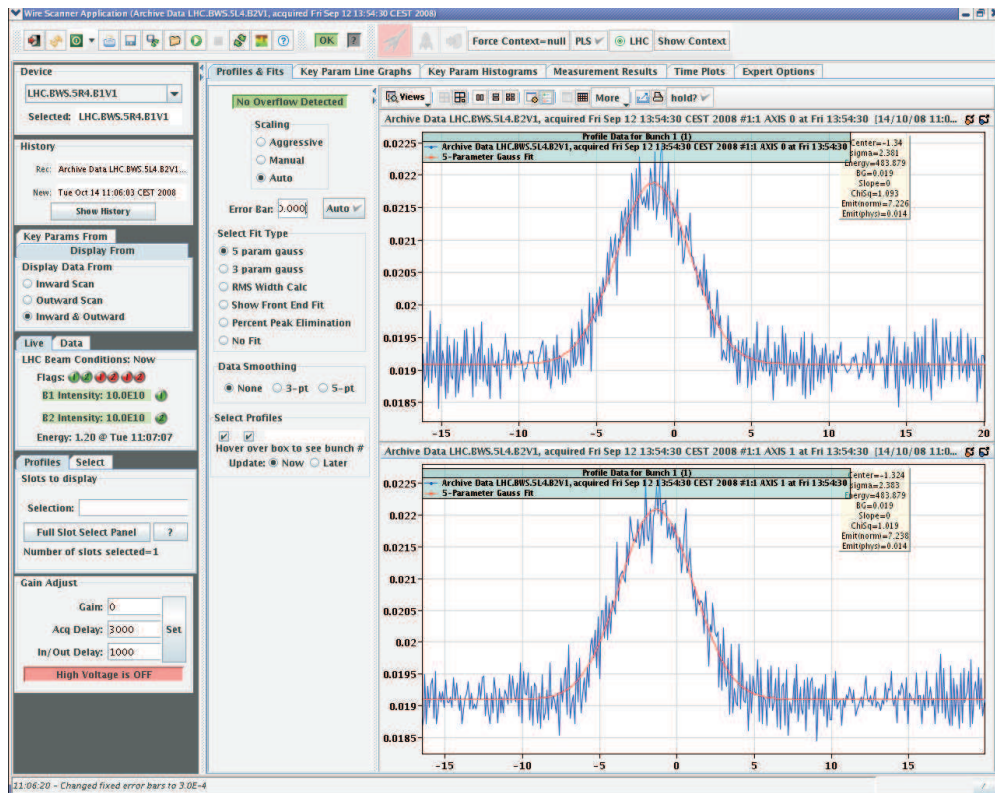 Wire Scanner Application (Archive Data LHC.BWS.5L4.B2V1, acquired Fri Sep 12 13:54:30 CEST 2008)
OK ? Force Context=null PLS LHC Show Context
Device
LHC.BWS.5R4.B1V1
Selected: LHC.BWS.5R4.B1V1
History
Rec: Archive Data LHC.BWS.5L4.B2V1...
New: Tue Oct 14 11:06:03 CEST 2008
Show History
Key Params From
Display From
Display Data From
Inward Scan
Outward Scan
Inward & Outward
Live Data
LHC Beam Conditions: Now
Flags:
B1 Intensity: 10.0E10
B2 Intensity: 10.0E10
Energy: 1.20 @ Tue 11:07:07
Profiles Select
Slots to display
Selection:
Full Slot Select Panel ?
Number of slots selected=1
Gain Adjust
Gain: 0
Acq Delay: 3000 Set
In/Out Delay: 1000
High Voltage is OFF
Profiles & Fits Key Param Line Graphs Key Param Histograms Measurement Results Time Plots Expert Options
No Overflow Detected
Scaling
Aggressive
Manual
Auto
Error Bar: 0.000 Auto
Select Fit Type
5 param gauss
3 param gauss
RMS Width Calc
Show Front End Fit
Percent Peak Elimination
No Fit
Data Smoothing
None 3-pt 5-pt
Select Profiles
Hover over box to see bunch #
Update: Now Later
Views More hold?
Archive Data LHC.BWS.5L4.B2V1, acquired Fri Sep 12 13:54:30 CEST 2008 #1:1 AXIS 0 at Fri 13:54:30 [14/10/08 11:0...
Profile Data for Bunch 1 (1)
Archive Data LHC.BWS.5L4.B2V1, acquired Fri Sep 12 13:54:30 CEST 2008 #1:1 AXIS 0 at Fri 13:54:30
5-Parameter Gauss Fit
Center=-1.34
sigma=2.381
Energy=483.879
BG=0.019
Slope=0
ChiSq=1.093
Emit(norm)=7.226
Emit(phys)=0.014
0.0225
0.022
0.0215
0.021
0.0205
0.02
0.0195
0.019
0.0185
-15 -10 -5 0 5 10 15 20
Archive Data LHC.BWS.5L4.B2V1, acquired Fri Sep 12 13:54:30 CEST 2008 #1:1 AXIS 1 at Fri 13:54:30 [14/10/08 11:0...
Profile Data for Bunch 1 (1)
Archive Data LHC.BWS.5L4.B2V1, acquired Fri Sep 12 13:54:30 CEST 2008 #1:1 AXIS 1 at Fri 13:54:30
5-Parameter Gauss Fit
Center=-1.324
sigma=2.383
Energy=483.879
BG=0.019
Slope=0
ChiSq=1.019
Emit(norm)=7.238
Emit(phys)=0.014
0.0225
0.022
0.0215
0.021
0.0205
0.02
0.0195
0.019
0.0185
-15 -10 -5 0 5 10 15
11:06:20 - Changed fixed error bars to 3.0E-4